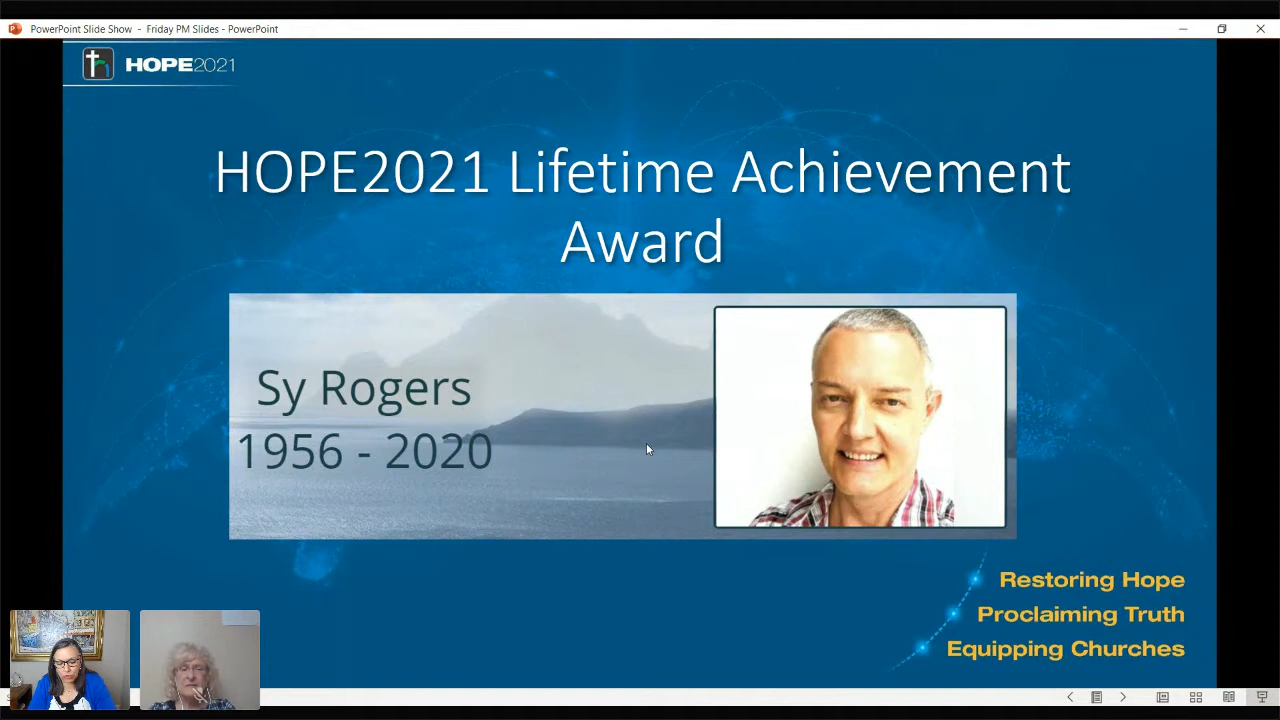 PowerPoint Slide Show - Friday PM Slides - PowerPoint
HOPE2021
HOPE2021 Lifetime Achievement
Award
Sy Rogers
1956 - 2020
Restoring Hope
Proclaiming Truth
Equipping Churches